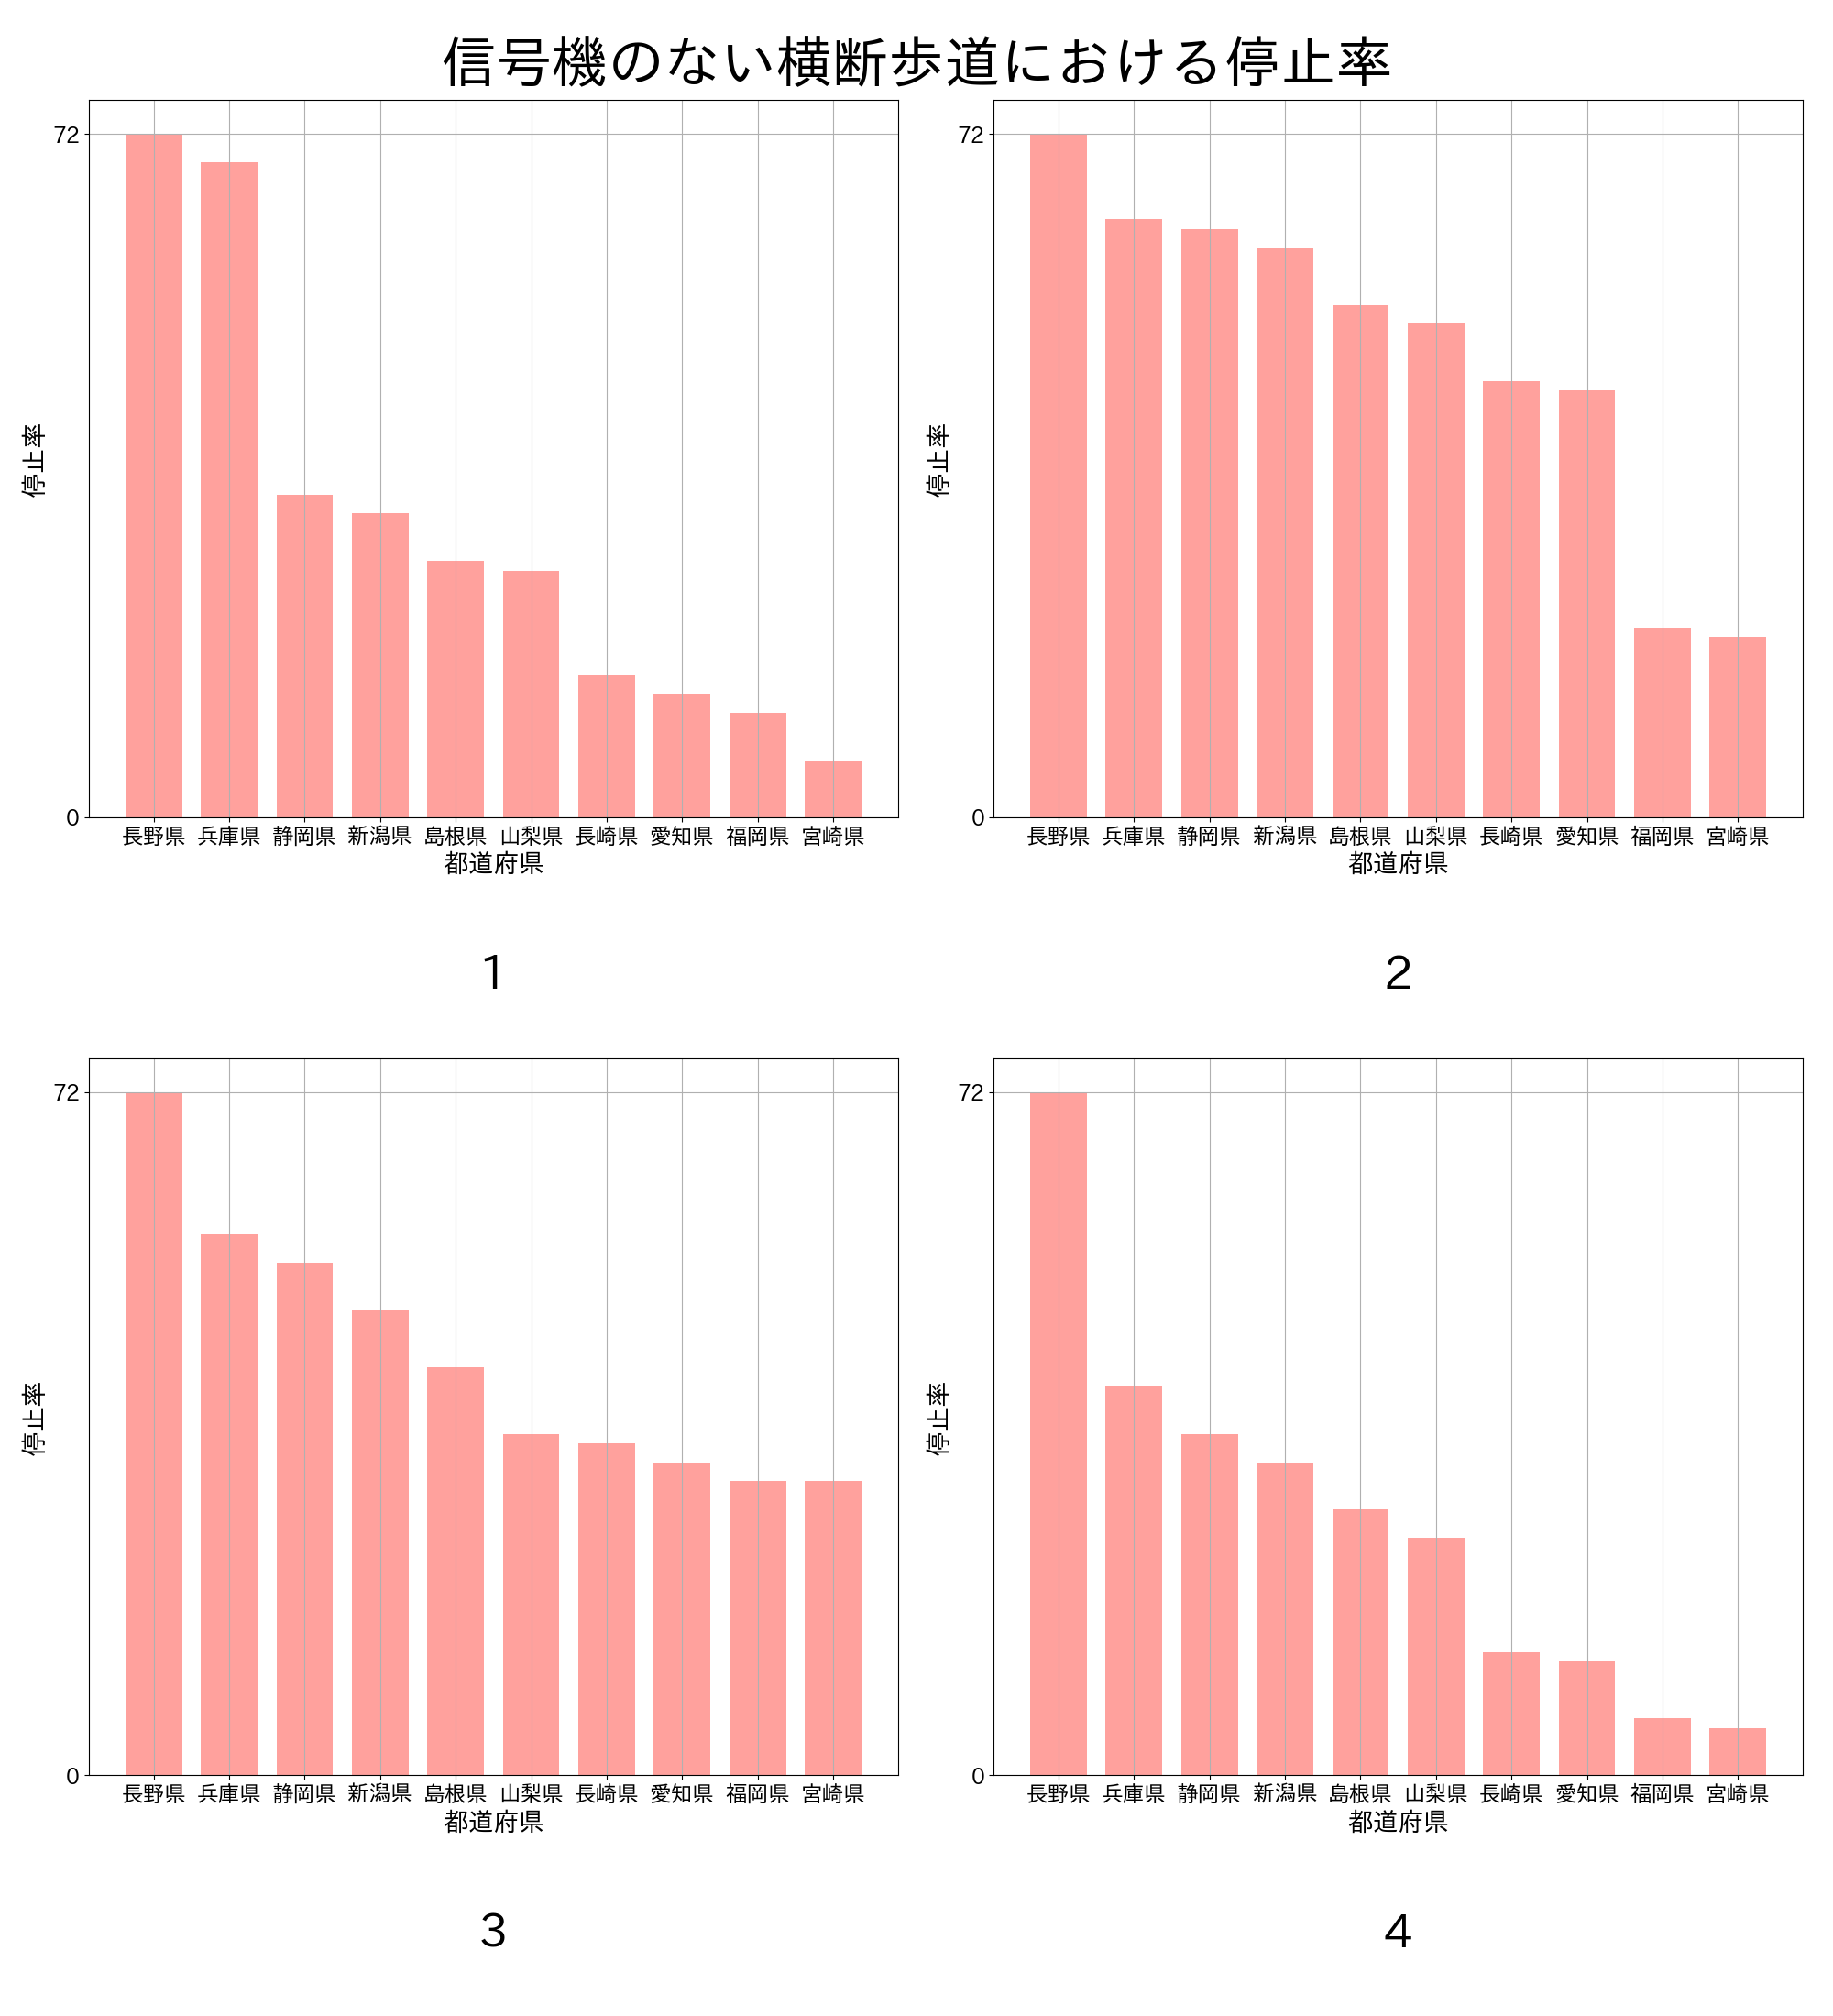 信号機のない横断歩道における停止率
72
0
停止率
長野県 兵庫県 静岡県 新潟県 島根県 山梨県 長崎県 愛知県 福岡県 宮崎県
都道府県
1
72
0
停止率
長野県 兵庫県 静岡県 新潟県 島根県 山梨県 長崎県 愛知県 福岡県 宮崎県
都道府県
2
72
0
停止率
長野県 兵庫県 静岡県 新潟県 島根県 山梨県 長崎県 愛知県 福岡県 宮崎県
都道府県
3
72
0
停止率
長野県 兵庫県 静岡県 新潟県 島根県 山梨県 長崎県 愛知県 福岡県 宮崎県
都道府県
4